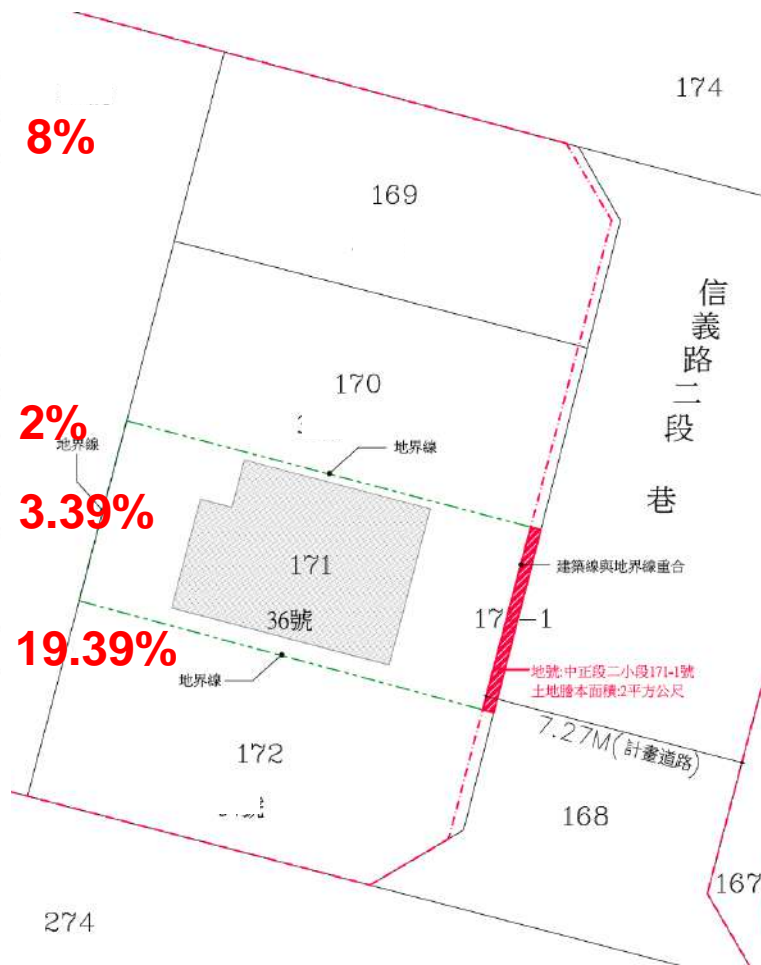 174
8%
169
信義路二段 巷
170
2%
地界線
地界線
3.39%
171
建築線與地界線重合
36號
19.39%
地號:中正段二小段171-1號
土地謄本面積:2平方公尺
地界線
7.27M(計畫道路)
172
號
168
167
274